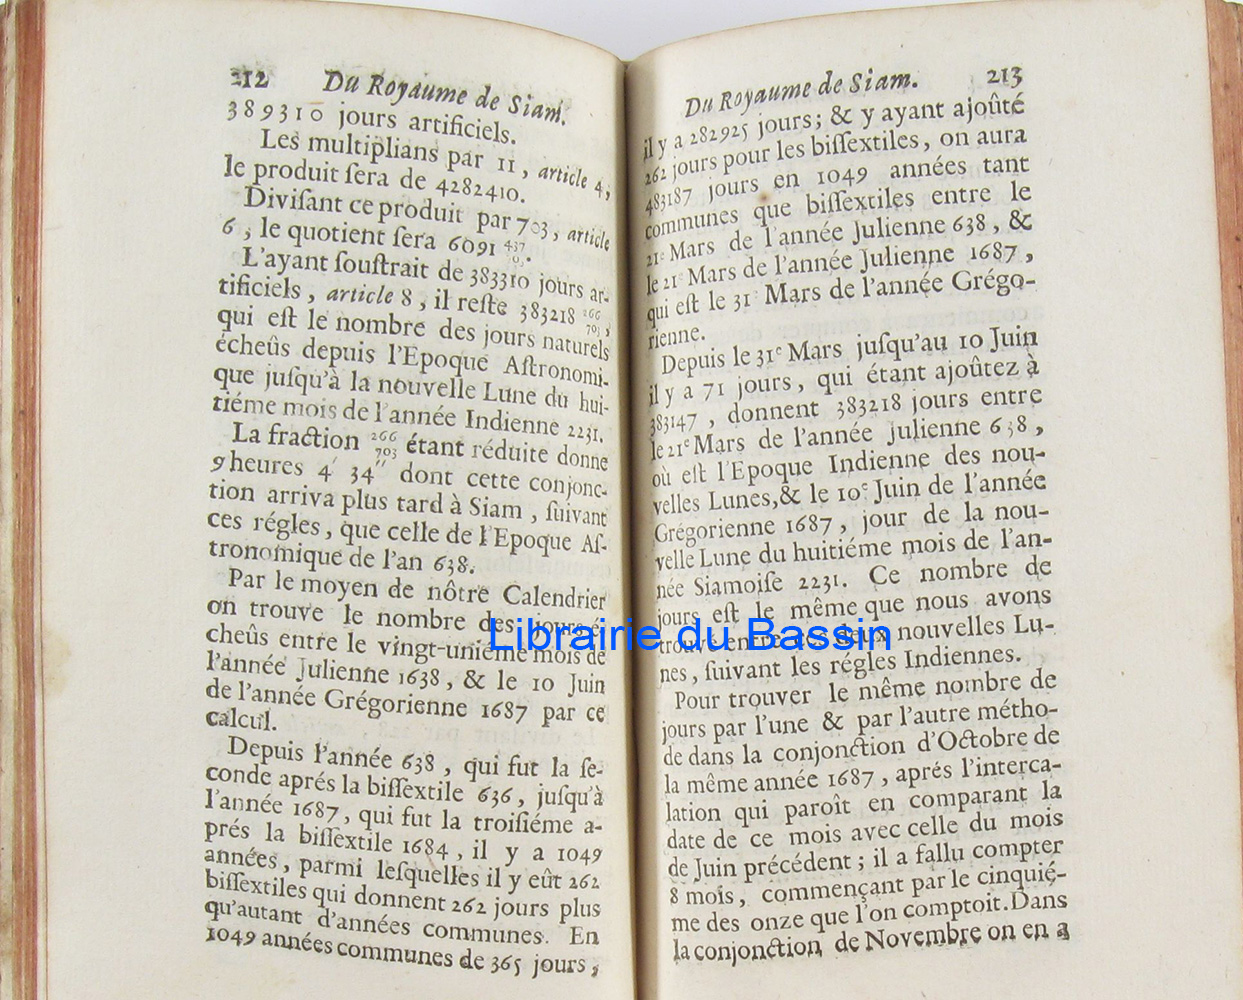 212 Du Royaume de Siam.
389310 jours artificiels.
Les multiplians par 11, article 4,
le produit ſera de 4282410.
Diviſant ce produit par 703, article
6, le quotient ſera 6091 437/703.
L'ayant ſouſtrait de 383310 jours ar-
tificiels, article 8, il reſte 383218 266/703,
qui eſt le nombre des jours naturels
écheûs depuis l'Epoque Aſtronomi-
que juſqu'à la nouvelle Lune du hui-
tiéme mois de l'année Indienne 2231.
La fraction 266/703 étant réduite donne
9 heures 4′ 34″ dont cette conjonc-
tion arriva plus tard à Siam, ſuivant
ces régles, que celle de l'Epoque Aſ-
tronomique de l'an 638.
Par le moyen de nôtre Calendrier
on trouve le nombre des jours é-
cheûs entre le vingt-uniéme mois de
l'année Julienne 1638, & le 10 Juin
de l'année Grégorienne 1687 par ce
calcul.
Depuis l'année 638, qui fut la ſe-
conde aprés la biſſextile 636, juſqu'à
l'année 1687, qui fut la troiſiéme a-
prés la biſſextile 1684, il y a 1049
années, parmi leſquelles il y eût 262
biſſextiles qui donnent 262 jours plus
qu'autant d'années communes. En
1049 années communes de 365 jours,
Du Royaume de Siam. 213
il y a 282925 jours; & y ayant ajoûté
262 jours pour les biſſextiles, on aura
483187 jours en 1049 années tant
communes que biſſextiles entre le
21e Mars de l'année Julienne 638, &
le 21e Mars de l'année Julienne 1687,
qui eſt le 31 Mars de l'année Grégo-
rienne.
Depuis le 31e Mars juſqu'au 10 Juin
il y a 71 jours, qui étant ajoûtez à
383147, donnent 383218 jours entre
le 21e Mars de l'année Julienne 638,
où eſt l'Epoque Indienne des nou-
velles Lunes, & le 10e Juin de l'année
Grégorienne 1687, jour de la nou-
velle Lune du huitiéme mois de l'an-
née Siamoiſe 2231. Ce nombre de
jours eſt le même que nous avons
trouvé entre ces deux nouvelles Lu-
nes, ſuivant les régles Indiennes.
Pour trouver le même nombre de
jours par l'une & par l'autre métho-
de dans la conjonction d'Octobre de
la même année 1687, aprés l'interca-
lation qui paroît en comparant la
date de ce mois avec celle du mois
de Juin précédent; il a fallu compter
8 mois, commençant par le cinquié-
me des onze que l'on comptoit. Dans
la conjonction de Novembre on en a
Librairie du Bassin